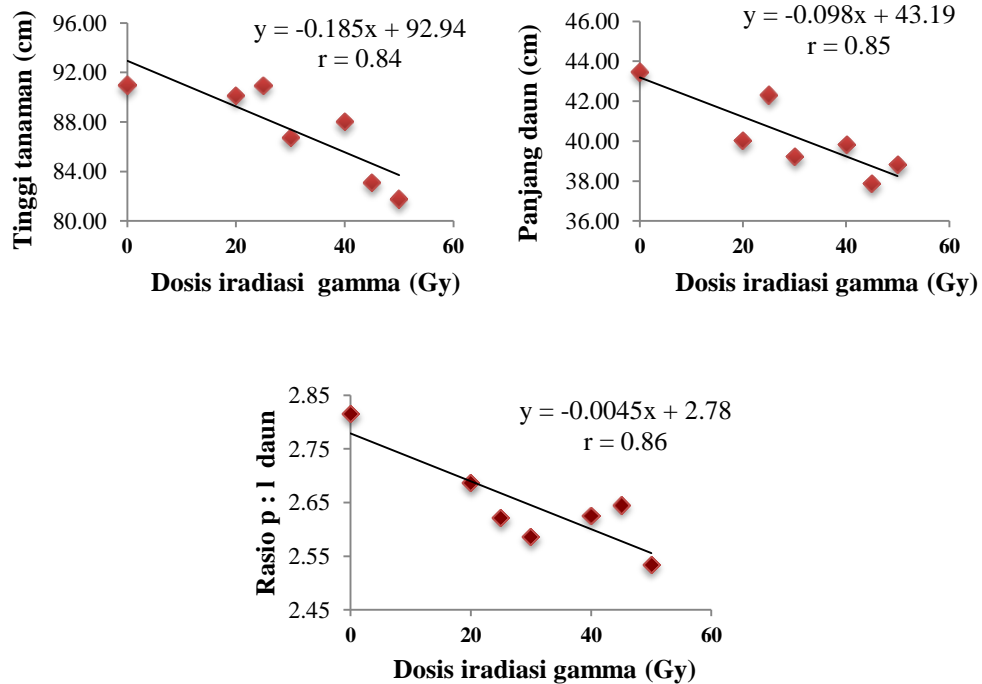 y = -0.185x + 92.94
r = 0.84
Tinggi tanaman (cm)
96.00
92.00
88.00
84.00
80.00
0
20
40
60
Dosis iradiasi gamma (Gy)
y = -0.098x + 43.19
r = 0.85
Panjang daun (cm)
46.00
44.00
42.00
40.00
38.00
36.00
0
20
40
60
Dosis iradiasi gamma (Gy)
y = -0.0045x + 2.78
r = 0.86
Rasio p : l daun
2.85
2.75
2.65
2.55
2.45
0
20
40
60
Dosis iradiasi gamma (Gy)